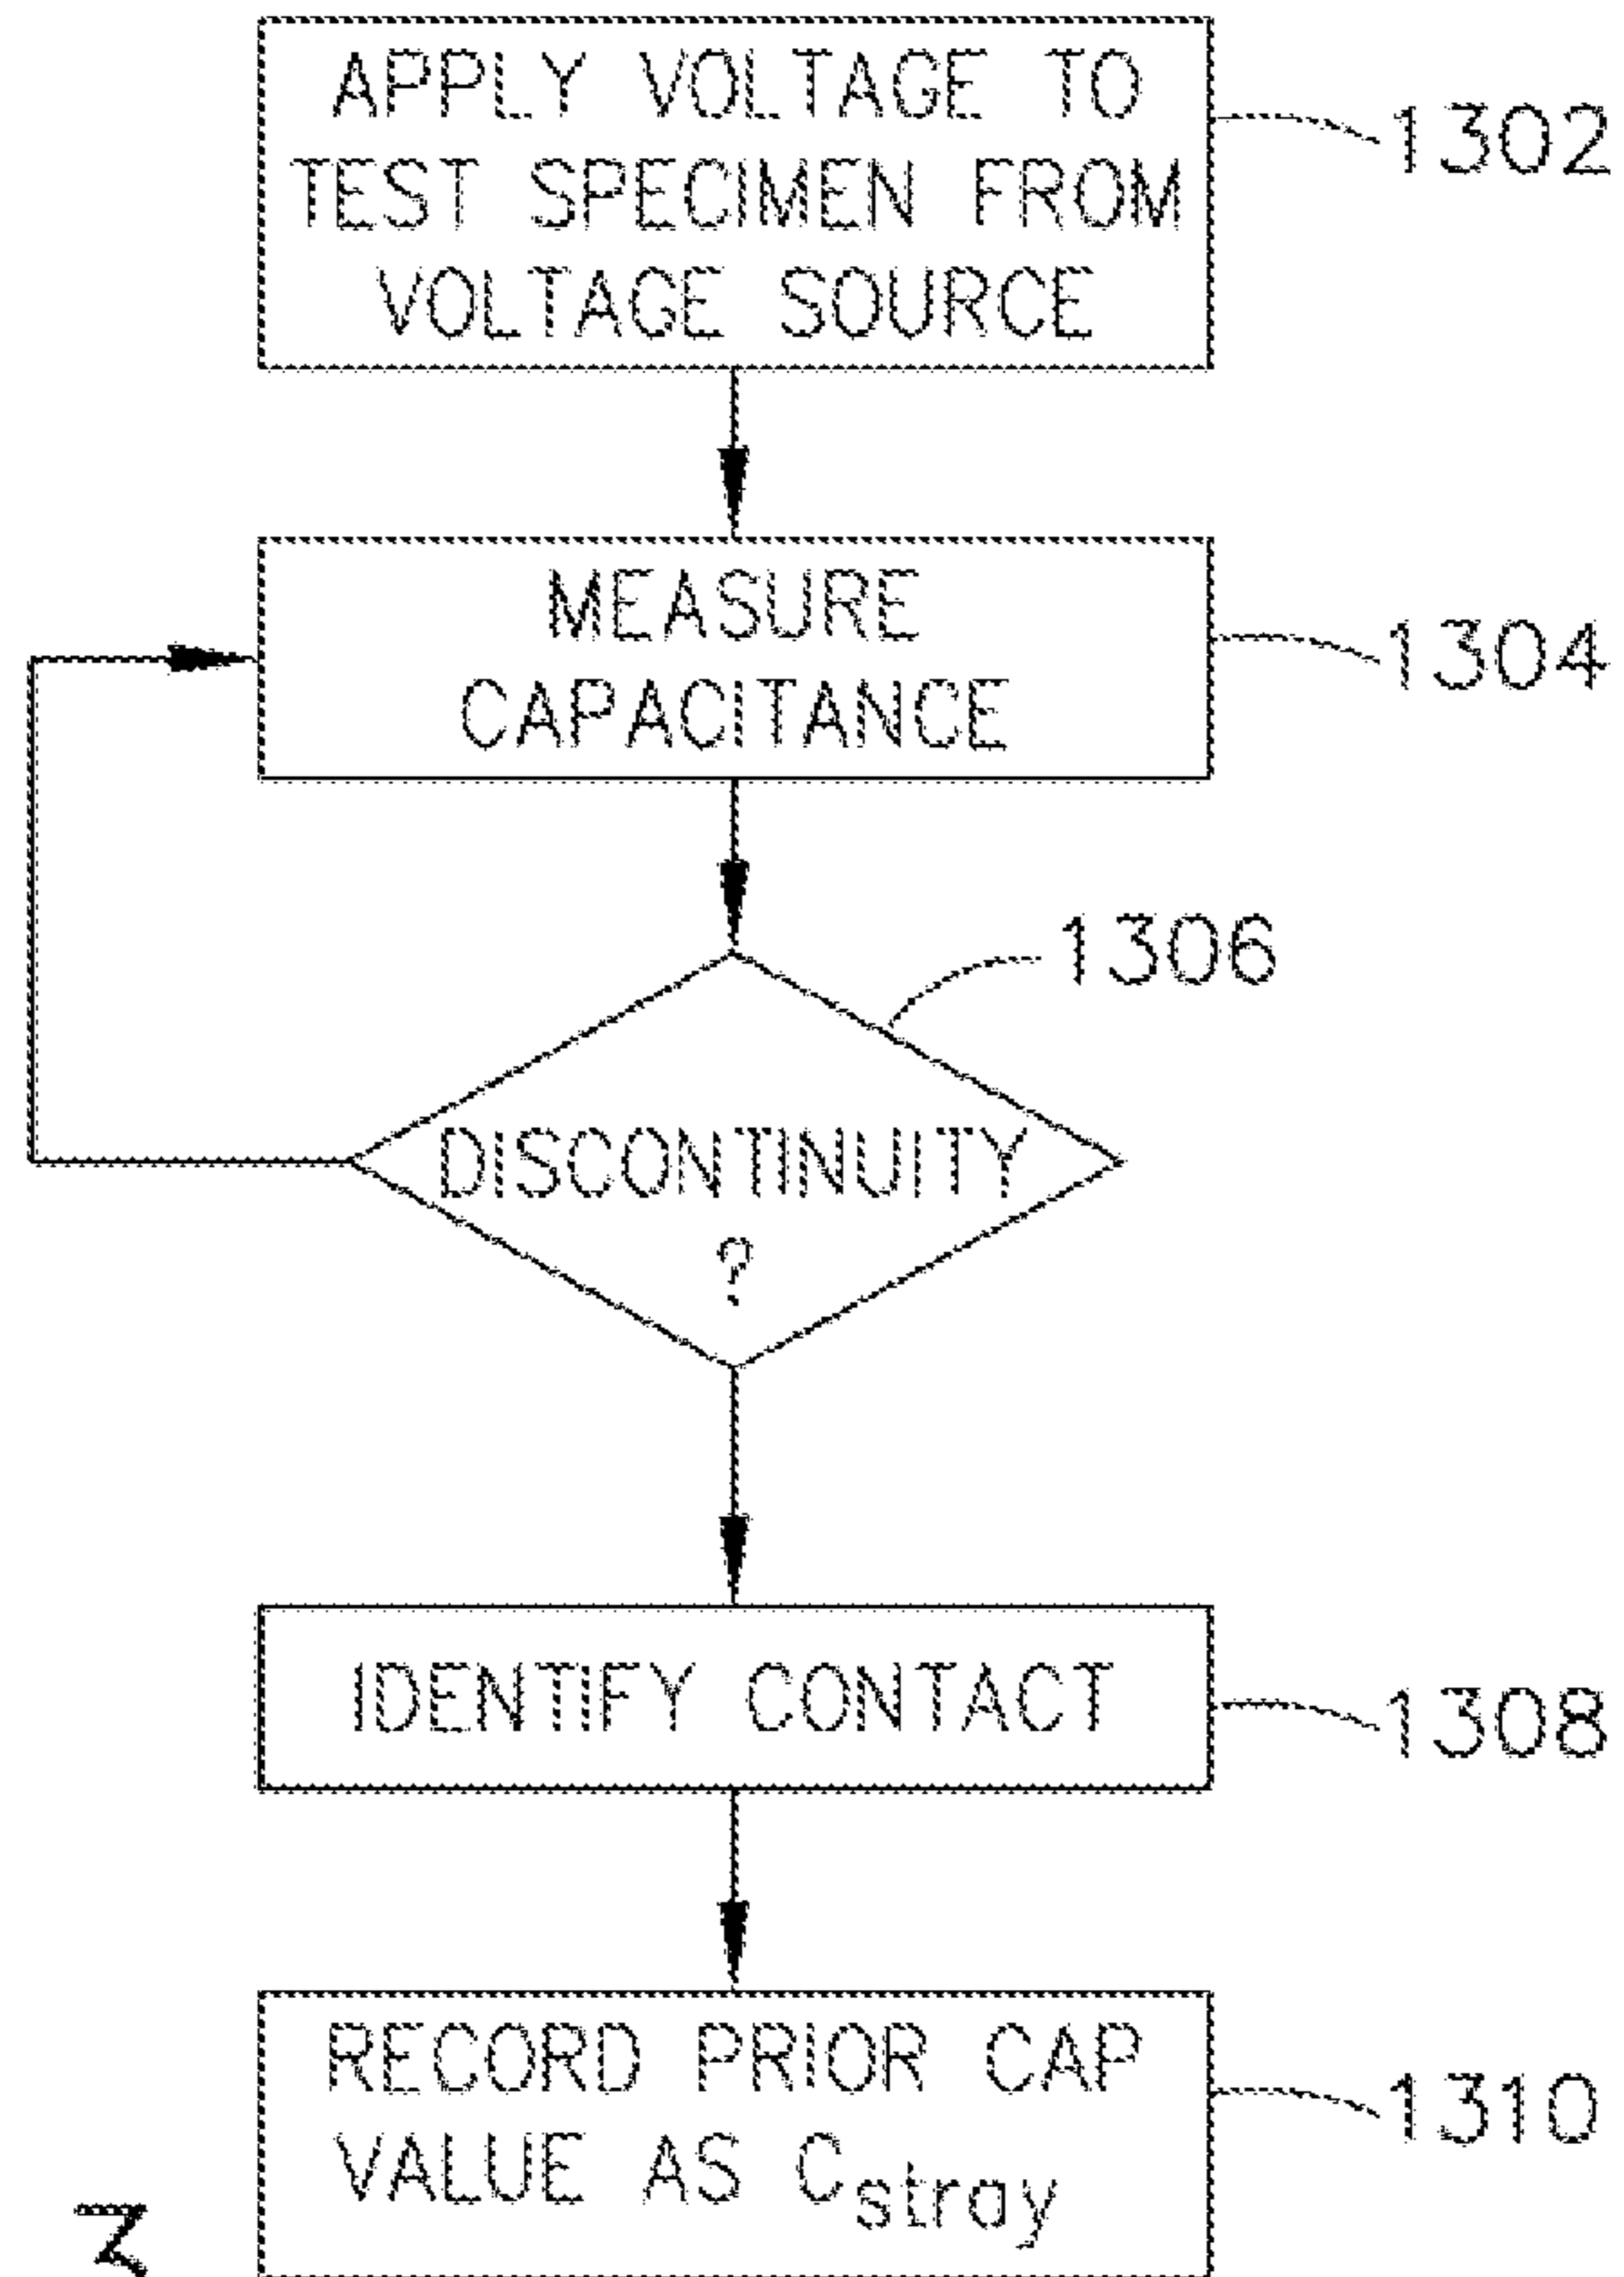 APPLY VOLTAGE TO
TEST SPECIMEN FROM
VOLTAGE SOURCE
1302
MEASURE
CAPACITANCE
1304
1306
DISCONTINUITY
?
IDENTIFY CONTACT
1308
RECORD PRIOR CAP
VALUE AS Cstray
1310